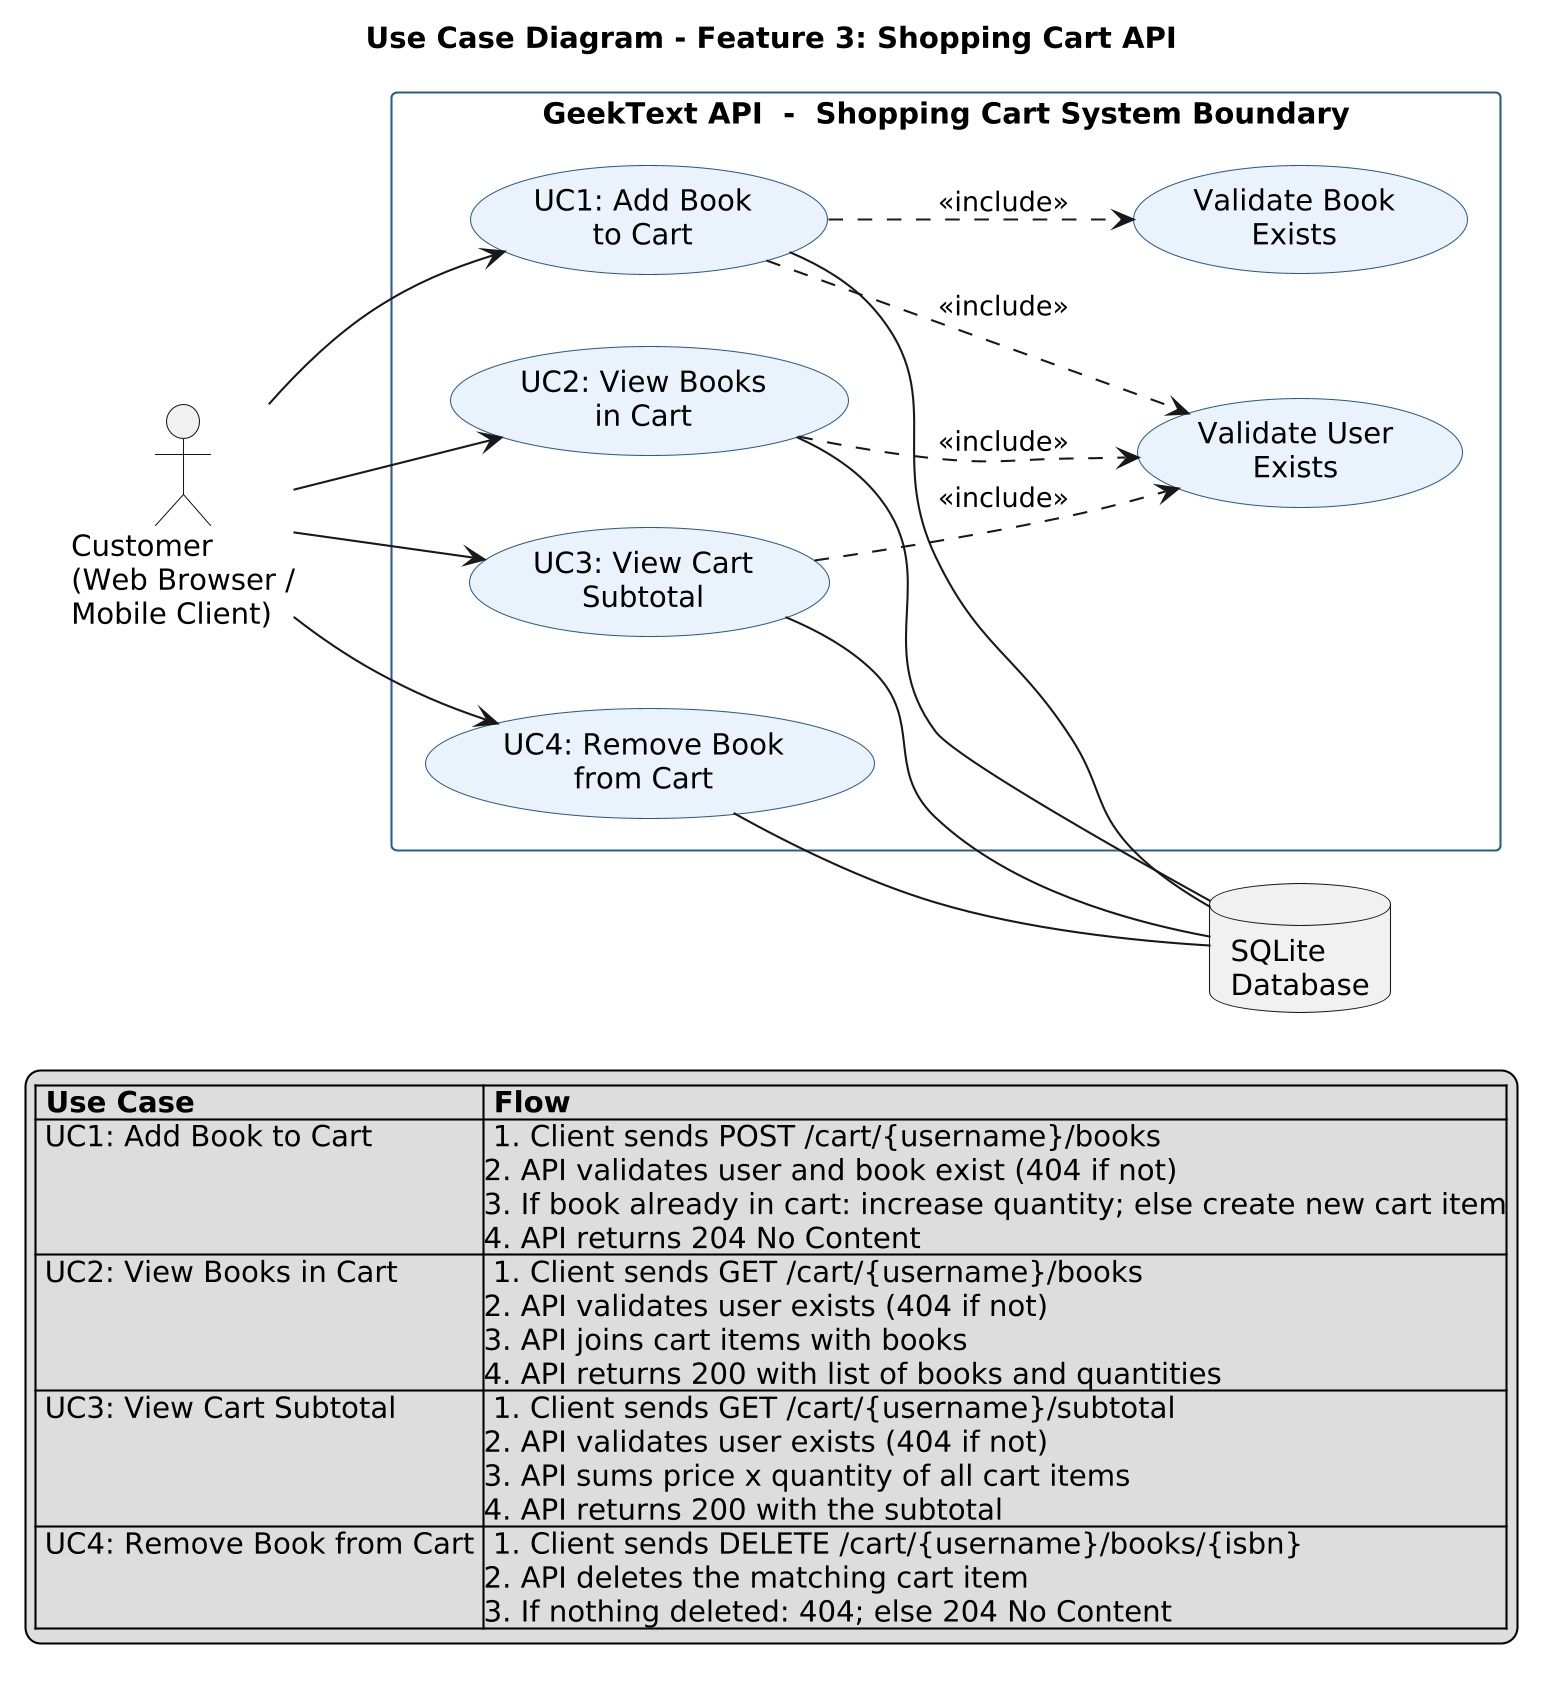 Use Case Diagram - Feature 3: Shopping Cart API
GeekText API  -  Shopping Cart System Boundary
UC1: Add Book
to Cart
«include»
Validate Book
Exists
«include»
UC2: View Books
in Cart
«include»
Validate User
Exists
«include»
Customer
(Web Browser /
Mobile Client)
UC3: View Cart
Subtotal
UC4: Remove Book
from Cart
SQLite
Database
Use Case
Flow
UC1: Add Book to Cart
1. Client sends POST /cart/{username}/books
2. API validates user and book exist (404 if not)
3. If book already in cart: increase quantity; else create new cart item
4. API returns 204 No Content
UC2: View Books in Cart
1. Client sends GET /cart/{username}/books
2. API validates user exists (404 if not)
3. API joins cart items with books
4. API returns 200 with list of books and quantities
UC3: View Cart Subtotal
1. Client sends GET /cart/{username}/subtotal
2. API validates user exists (404 if not)
3. API sums price x quantity of all cart items
4. API returns 200 with the subtotal
UC4: Remove Book from Cart
1. Client sends DELETE /cart/{username}/books/{isbn}
2. API deletes the matching cart item
3. If nothing deleted: 404; else 204 No Content